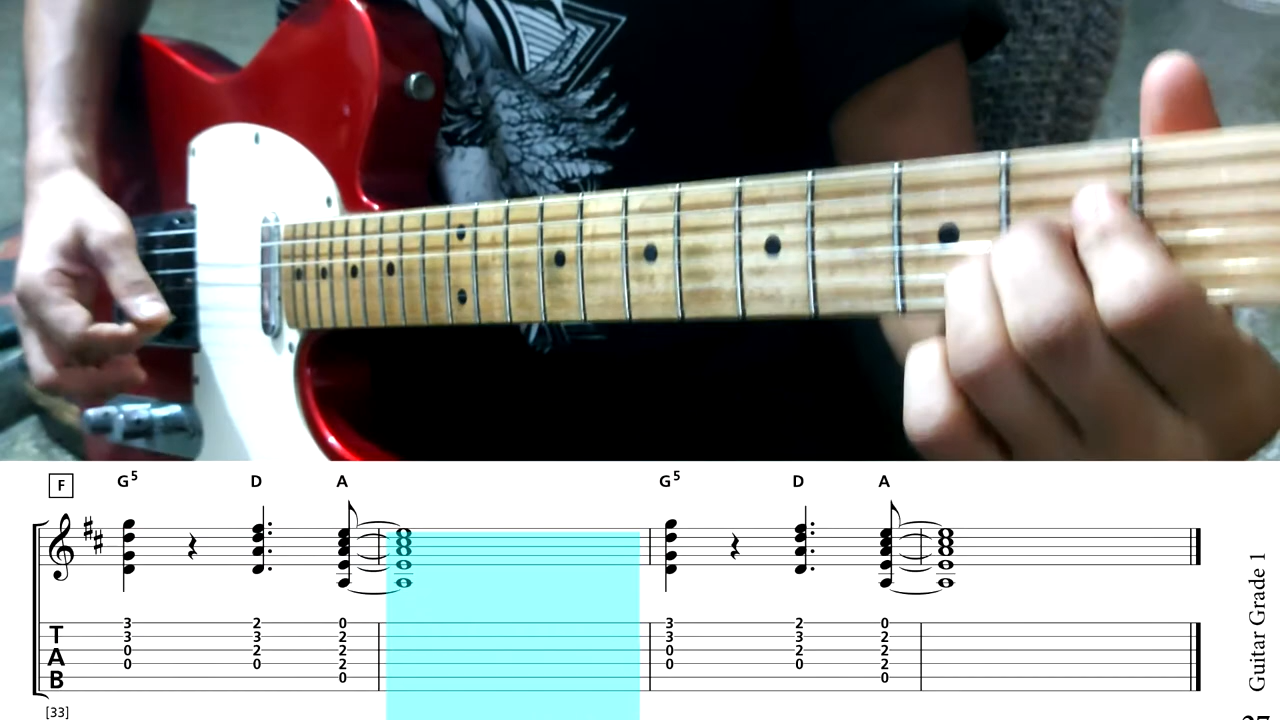 F G5 D A G5 D A
3 2 0 3 2 0
T 3 3 2 3 3 2
A 0 2 2 0 2 2
0 0 2 0 0 2
B 0 0
[33]
Guitar Grade 1